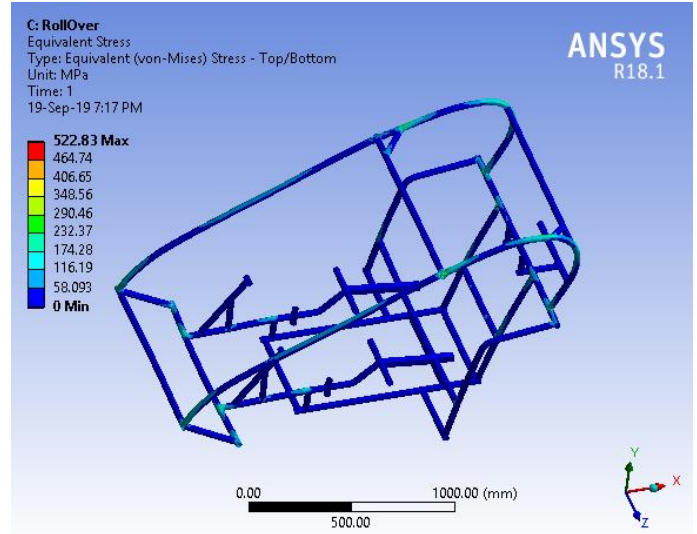 C: RollOver
Equivalent Stress
Type: Equivalent (von-Mises) Stress - Top/Bottom
Unit: MPa
Time: 1
19-Sep-19 7:17 PM
ANSYS
R18.1
522.83 Max
464.74
406.65
348.56
290.46
232.37
174.28
116.19
58.093
0 Min
0.00
1000.00 (mm)
500.00
Y
X
Z